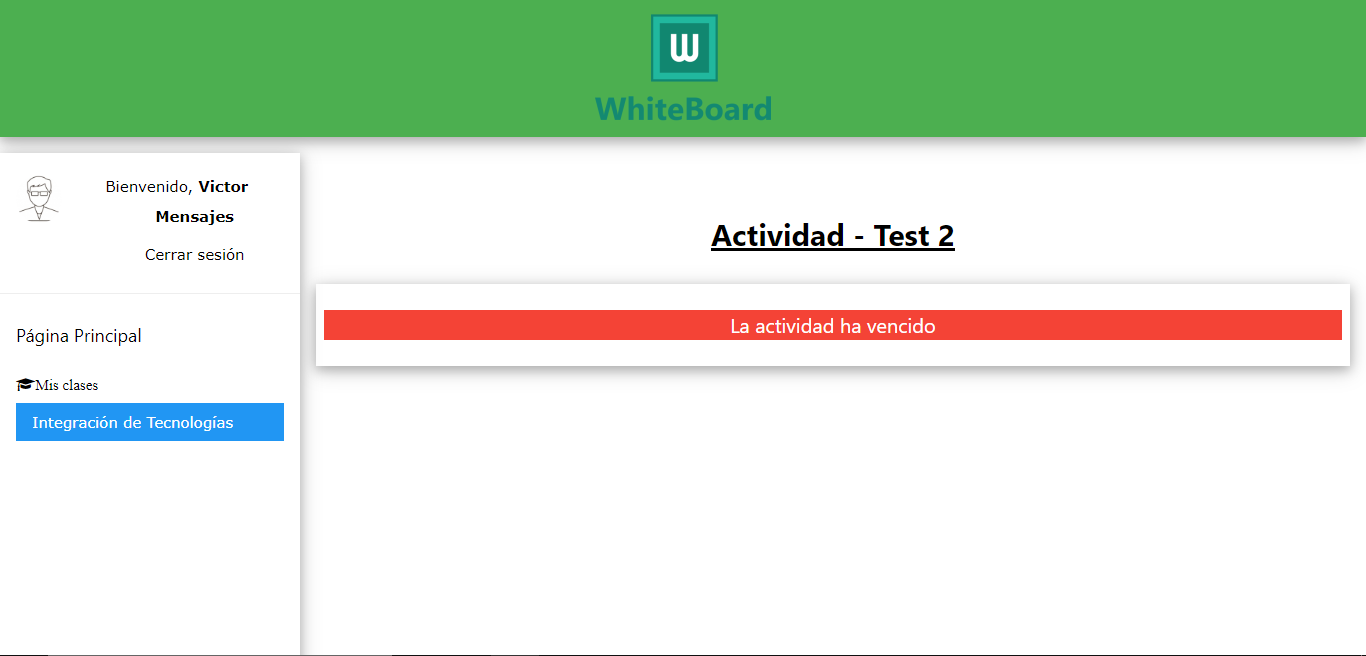 W
WhiteBoard
Bienvenido, Victor
Mensajes
Cerrar sesión
Página Principal
Mis clases
Integración de Tecnologías
Actividad - Test 2
La actividad ha vencido